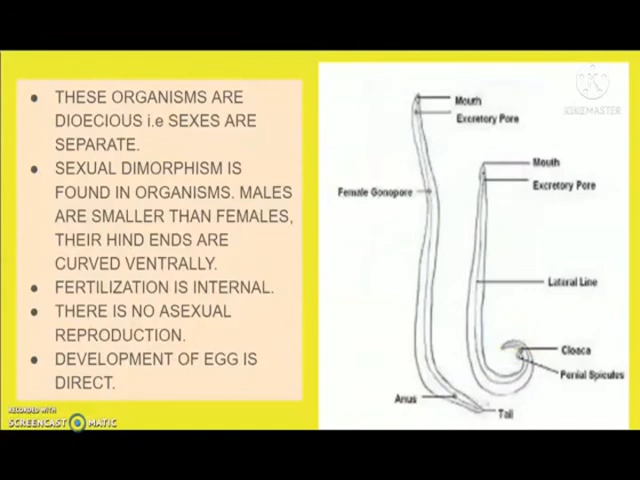 ● THESE ORGANISMS ARE
DIOECIOUS i.e SEXES ARE
SEPARATE.
● SEXUAL DIMORPHISM IS
FOUND IN ORGANISMS. MALES
ARE SMALLER THAN FEMALES,
THEIR HIND ENDS ARE
CURVED VENTRALLY.
● FERTILIZATION IS INTERNAL.
● THERE IS NO ASEXUAL
REPRODUCTION.
● DEVELOPMENT OF EGG IS
DIRECT.
RECORDED WITH
SCREENCAST MATIC
KINEMASTER
Mouth
Excretory Pore
Female Gonopore
Mouth
Excretory Pore
Lateral Line
Cloaca
Penial Spicules
Anus
Tail